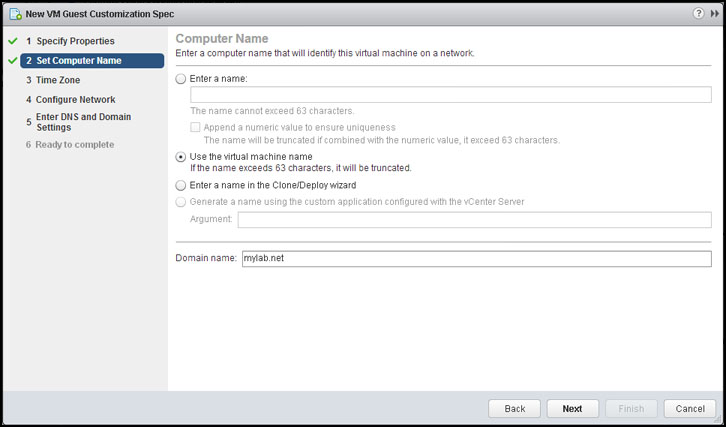 New VM Guest Customization Spec
?
1 Specify Properties
2 Set Computer Name
3 Time Zone
4 Configure Network
5 Enter DNS and Domain
Settings
6 Ready to complete
Computer Name
Enter a computer name that will identify this virtual machine on a network.
Enter a name:
The name cannot exceed 63 characters.
Append a numeric value to ensure uniqueness
The name will be truncated if combined with the numeric value, it exceed 63 characters.
Use the virtual machine name
If the name exceeds 63 characters, it will be truncated.
Enter a name in the Clone/Deploy wizard
Generate a name using the custom application configured with the vCenter Server
Argument:
Domain name: mylab.net
Back Next Finish Cancel